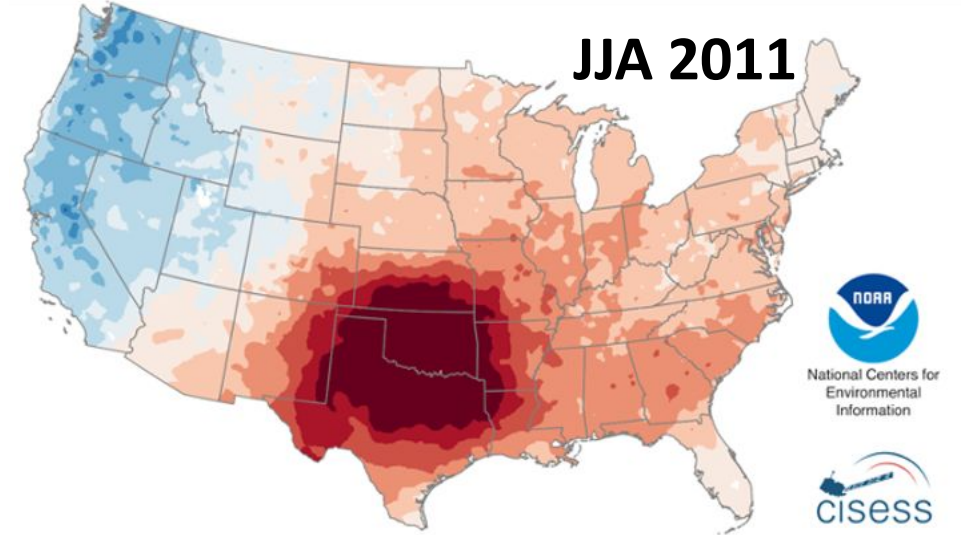 JJA 2011
NOAA
National Centers for
Environmental
Information
cisess